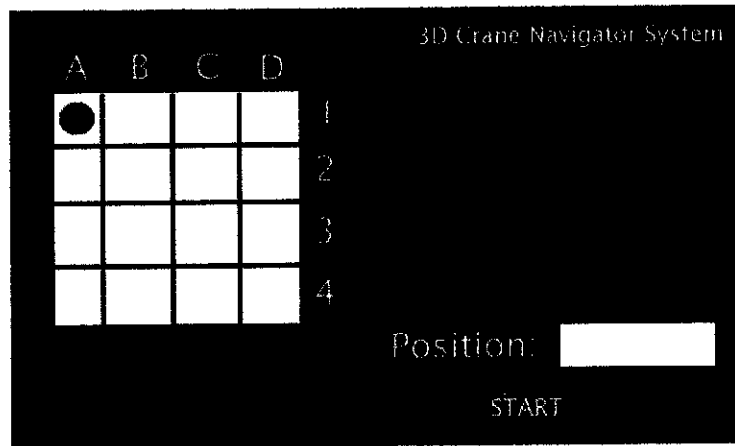 3D Crane Navigator System
A B C D
1
2
3
4
Position:
START